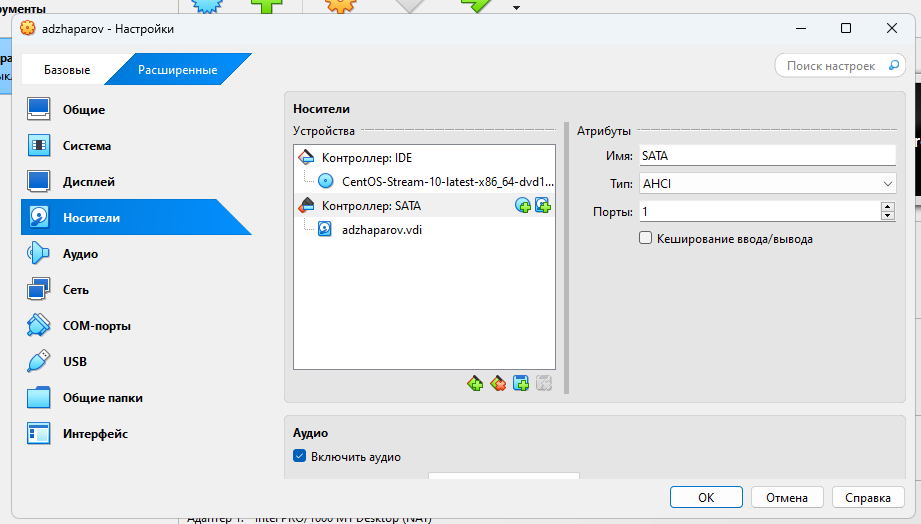 рументы
adzhaparov - Настройки
Базовые
Расширенные
Поиск настроек
Общие
Система
Дисплей
Носители
Аудио
Сеть
COM-порты
USB
Общие папки
Интерфейс
Носители
Устройства
Контроллер: IDE
CentOS-Stream-10-latest-x86_64-dvd1...
Контроллер: SATA
adzhaparov.vdi
Атрибуты
Имя: SATA
Тип: AHCI
Порты: 1
Кеширование ввода/вывода
Аудио
Включить аудио
OK
Отмена
Справка
Адаптер 1: Intel PRO/1000 MT Desktop (NAT)